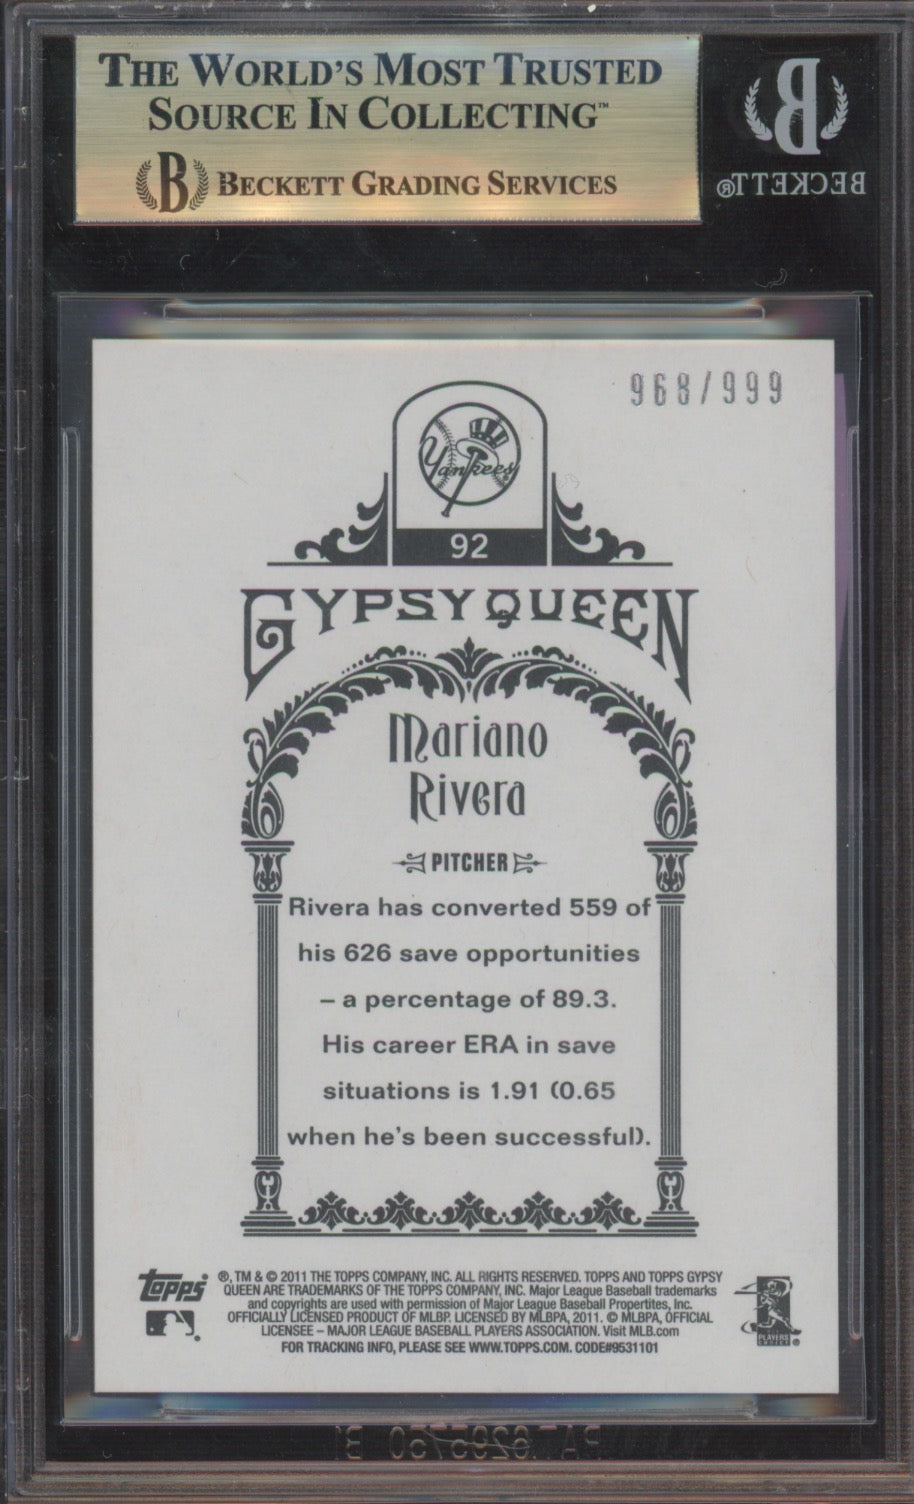 THE WORLD'S MOST TRUSTED
SOURCE IN COLLECTING™
B BECKETT GRADING SERVICES
B
BECKETT®
968/999
Yankees
92
GYPSY QUEEN
Mariano
Rivera
PITCHER
Rivera has converted 559 of
his 626 save opportunities
– a percentage of 89.3.
His career ERA in save
situations is 1.91 (0.65
when he's been successful).
topps
®, TM & © 2011 THE TOPPS COMPANY, INC. ALL RIGHTS RESERVED. TOPPS AND TOPPS GYPSY
QUEEN ARE TRADEMARKS OF THE TOPPS COMPANY, INC. Major League Baseball trademarks
and copyrights are used with permission of Major League Baseball Propertites, Inc.
OFFICIALLY LICENSED PRODUCT OF MLBP. LICENSED BY MLBPA, 2011. © MLBPA, OFFICIAL
LICENSEE – MAJOR LEAGUE BASEBALL PLAYERS ASSOCIATION. Visit MLB.com
FOR TRACKING INFO, PLEASE SEE WWW.TOPPS.COM. CODE#9531101
PLAYERS
CHOICE ®